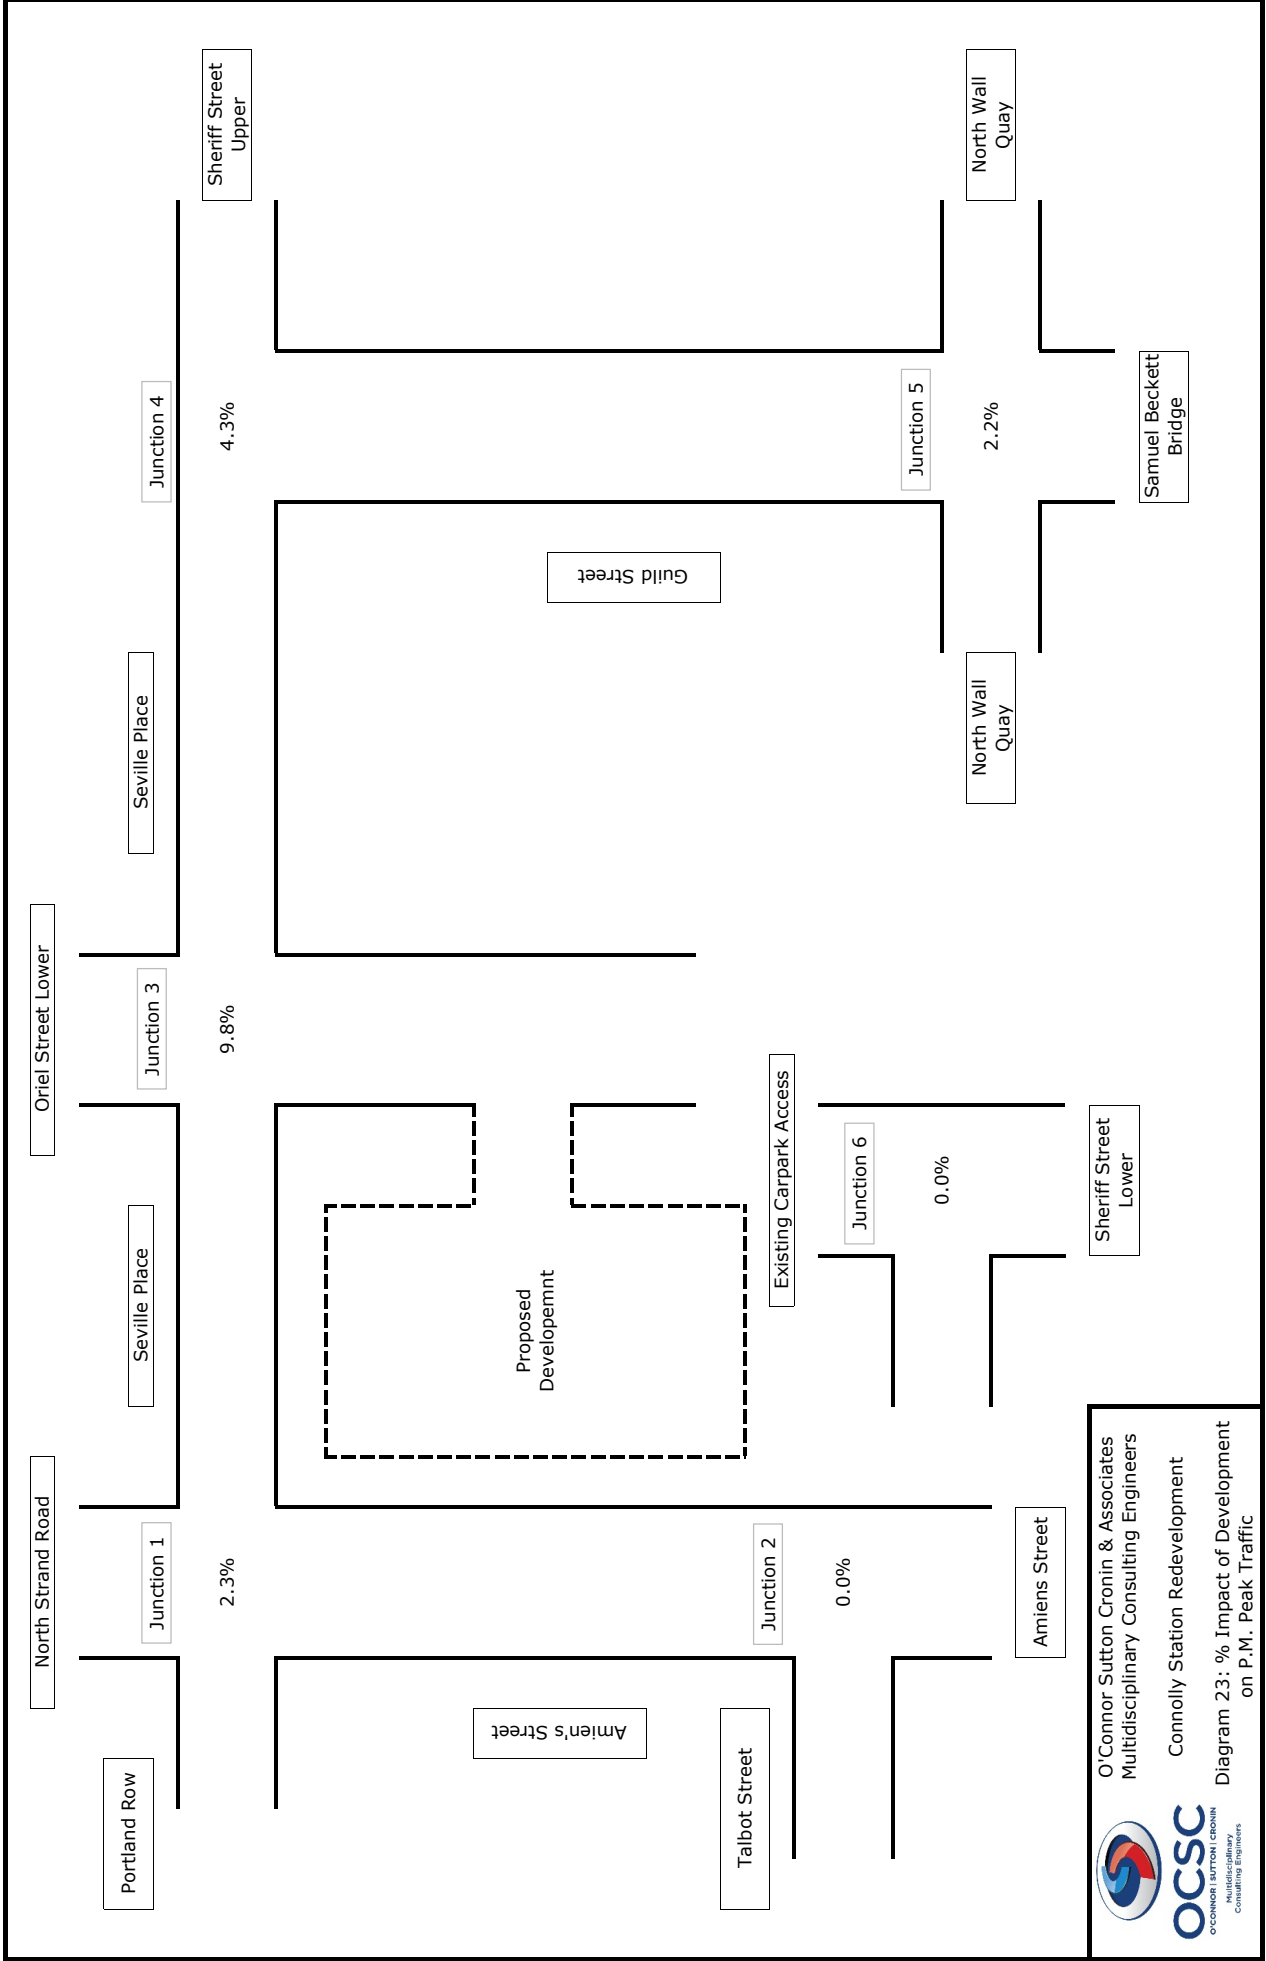 North Strand Road
Oriel Street Lower
Portland Row
Junction 1
Seville Place
Junction 3
Seville Place
Junction 4
2.3%
9.8%
4.3%
Sheriff Street
Upper
Amien's Street
Proposed
Developemnt
Guild Street
Talbot Street
Junction 2
0.0%
Existing Carpark Access
Junction 6
0.0%
Junction 5
North Wall
Quay
2.2%
North Wall
Quay
Amiens Street
Sheriff Street
Lower
Samuel Beckett
Bridge
OCSC
O'CONNOR | SUTTON | CRONIN
Multidisciplinary
Consulting Engineers
O'Connor Sutton Cronin & Associates
Multidisciplinary Consulting Engineers
Connolly Station Redevelopment
Diagram 23: % Impact of Development
on P.M. Peak Traffic